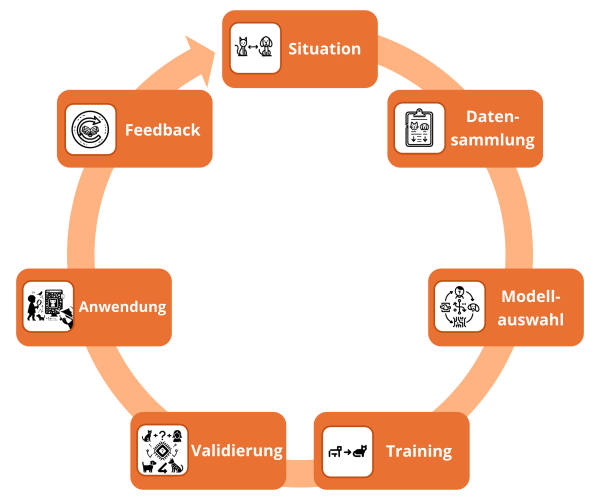 Situation
Daten-
sammlung
Modell-
auswahl
Training
Validierung
Anwendung
Feedback